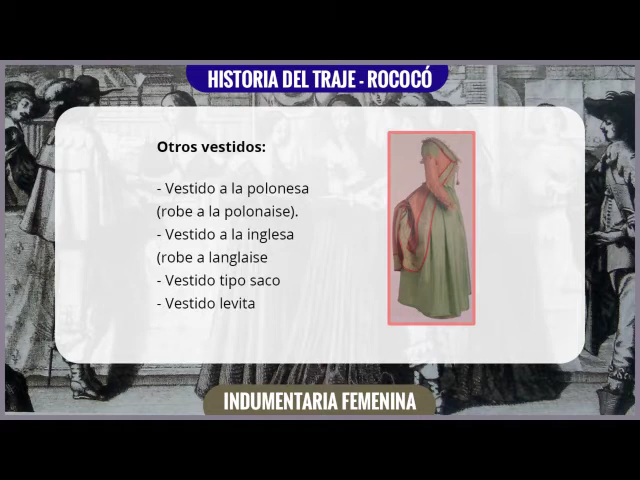 HISTORIA DEL TRAJE - ROCOCÓ
Otros vestidos:
- Vestido a la polonesa
(robe a la polonaise).
- Vestido a la inglesa
(robe a langlaise
- Vestido tipo saco
- Vestido levita
INDUMENTARIA FEMENINA